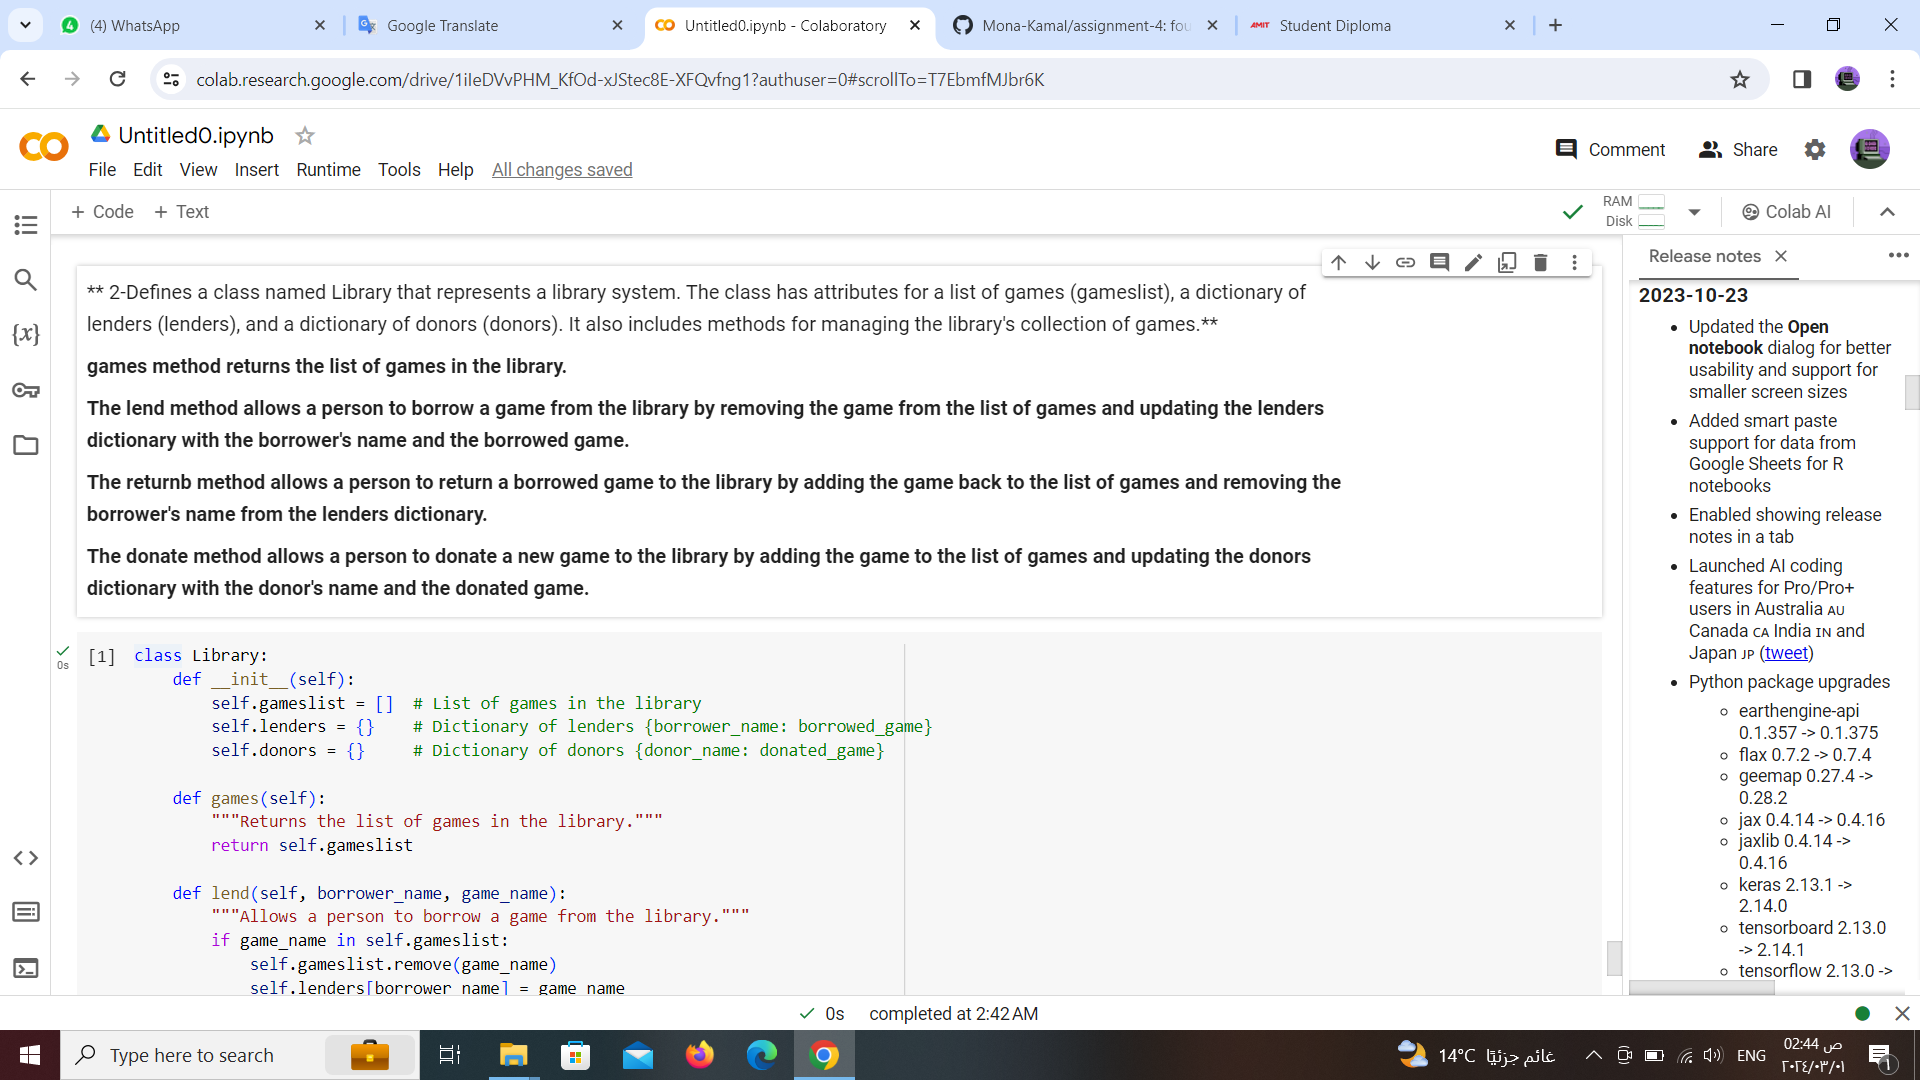 (4) WhatsApp
Google Translate
Untitled0.ipynb - Colaboratory
Mona-Kamal/assignment-4: fou
AMIT Student Diploma
colab.research.google.com/drive/1iIeDVvPHM_KfOd-xJStec8E-XFQvfng1?authuser=0#scrollTo=T7EbmfMJbr6K
Untitled0.ipynb
Comment
Share
File Edit View Insert Runtime Tools Help All changes saved
+ Code + Text
RAM
Disk
Colab AI
Release notes
** 2-Defines a class named Library that represents a library system. The class has attributes for a list of games (gameslist), a dictionary of
lenders (lenders), and a dictionary of donors (donors). It also includes methods for managing the library's collection of games.**
games method returns the list of games in the library.
The lend method allows a person to borrow a game from the library by removing the game from the list of games and updating the lenders
dictionary with the borrower's name and the borrowed game.
The returnb method allows a person to return a borrowed game to the library by adding the game back to the list of games and removing the
borrower's name from the lenders dictionary.
The donate method allows a person to donate a new game to the library by adding the game to the list of games and updating the donors
dictionary with the donor's name and the donated game.
0s
[1] class Library:
def __init__(self):
self.gameslist = [] # List of games in the library
self.lenders = {} # Dictionary of lenders {borrower_name: borrowed_game}
self.donors = {} # Dictionary of donors {donor_name: donated_game}
def games(self):
"""Returns the list of games in the library."""
return self.gameslist
def lend(self, borrower_name, game_name):
"""Allows a person to borrow a game from the library."""
if game_name in self.gameslist:
self.gameslist.remove(game_name)
self.lenders[borrower_name] = game_name
2023-10-23
• Updated the Open
notebook dialog for better
usability and support for
smaller screen sizes
• Added smart paste
support for data from
Google Sheets for R
notebooks
• Enabled showing release
notes in a tab
• Launched AI coding
features for Pro/Pro+
users in Australia AU
Canada CA India IN and
Japan JP (tweet)
• Python package upgrades
earthengine-api
0.1.357 -> 0.1.375
flax 0.7.2 -> 0.7.4
geemap 0.27.4 ->
0.28.2
jax 0.4.14 -> 0.4.16
jaxlib 0.4.14 ->
0.4.16
keras 2.13.1 ->
2.14.0
tensorboard 2.13.0
-> 2.14.1
tensorflow 2.13.0 ->
0s completed at 2:42 AM
Type here to search
14°C غائم جزئيًا
ENG
02:44 ص
٢٠٢٤/٠٣/٠١
١